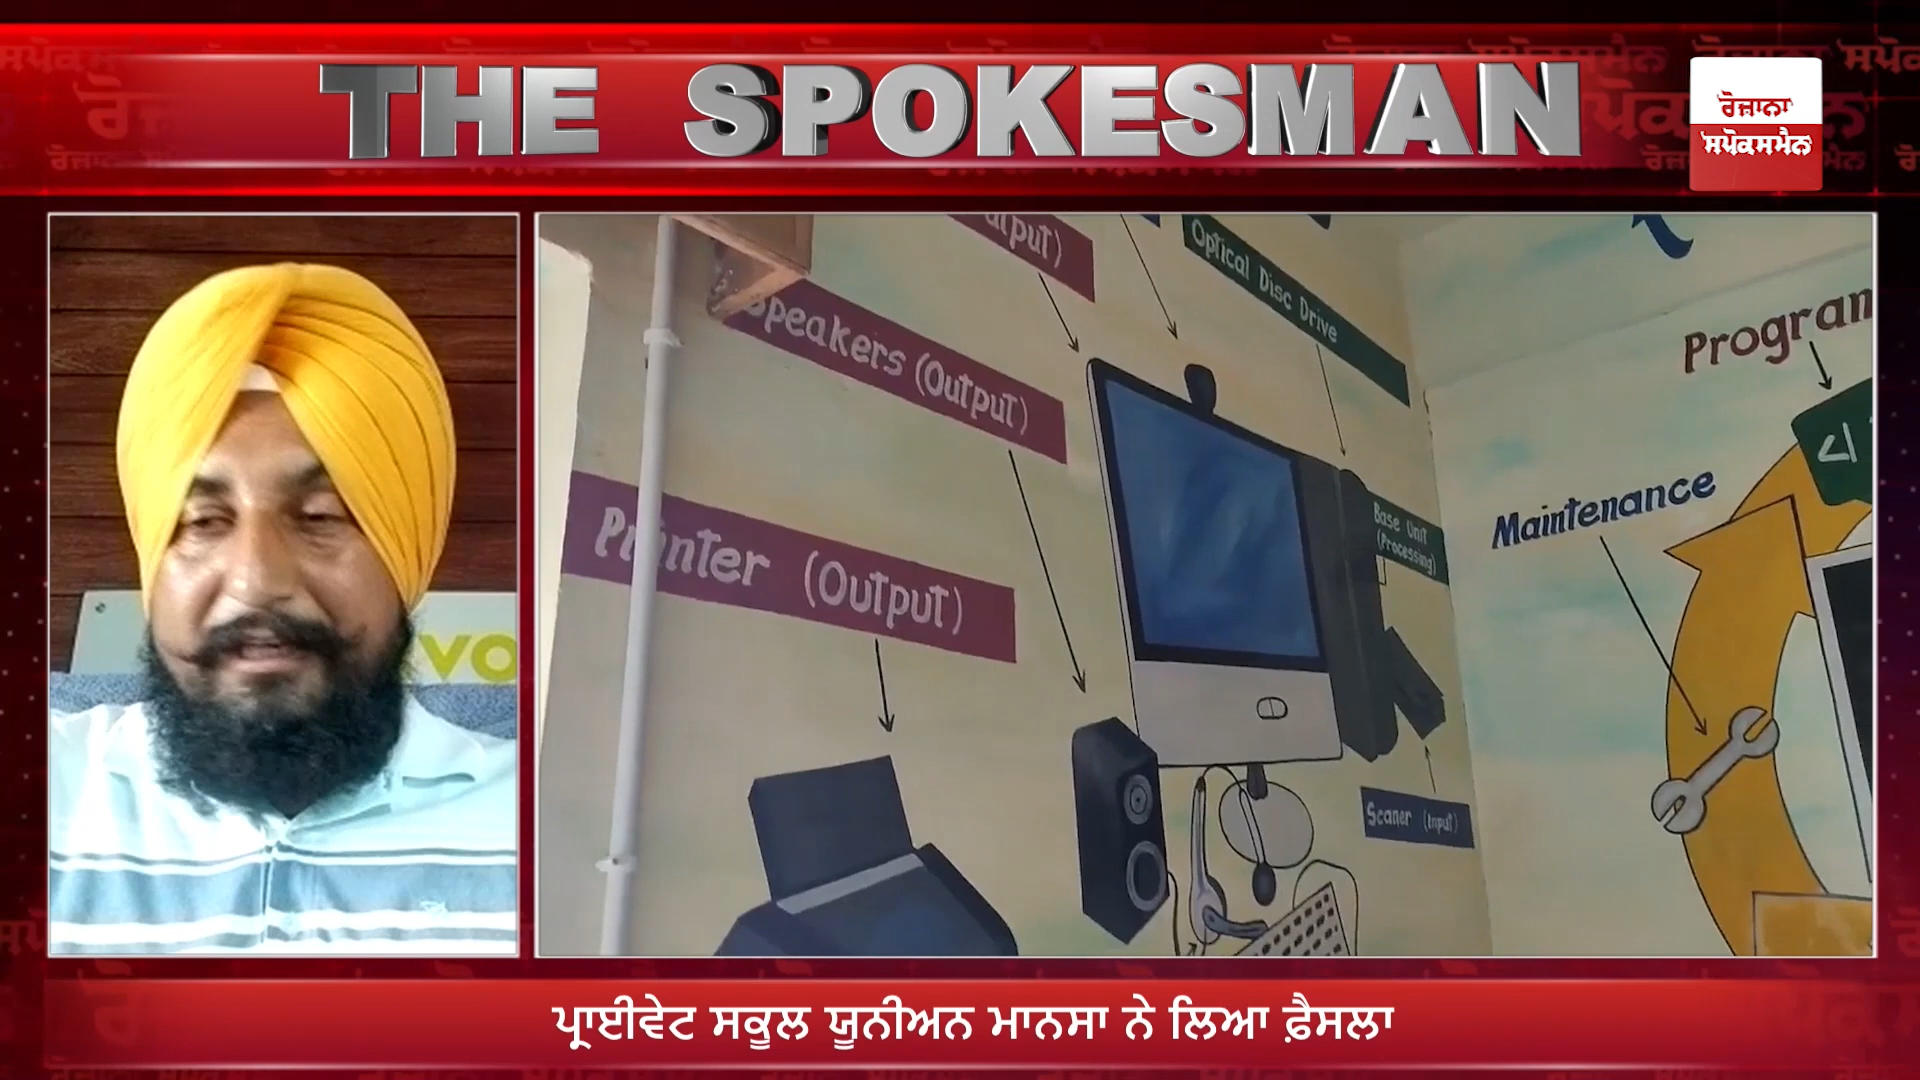 THE SPOKESMAN
ਰੋਜ਼ਾਨਾ
ਸਪੋਕਸਮੈਨ
Optical Disc Drive
Speakers (Output)
Program
Maintenance
Base Unit
(Processing)
Printer (Output)
VO
Scaner (Input)
ਪ੍ਰਾਈਵੇਟ ਸਕੂਲ ਯੂਨੀਅਨ ਮਾਨਸਾ ਨੇ ਲਿਆ ਫ਼ੈਸਲਾ